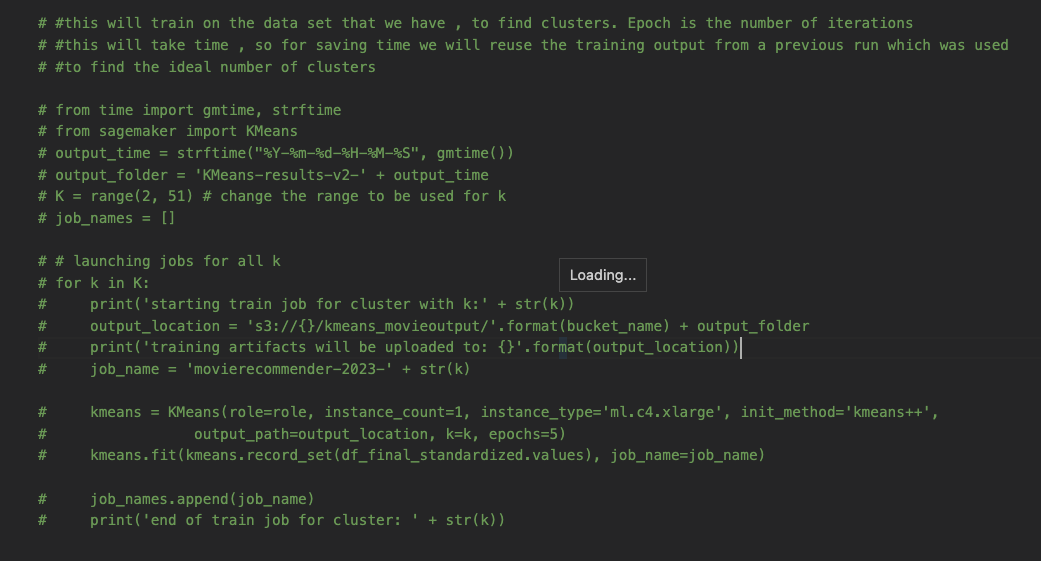 # #this will train on the data set that we have , to find clusters. Epoch is the number of iterations
# #this will take time , so for saving time we will reuse the training output from a previous run which was used
# #to find the ideal number of clusters

# from time import gmtime, strftime
# from sagemaker import KMeans
# output_time = strftime("%Y-%m-%d-%H-%M-%S", gmtime())
# output_folder = 'KMeans-results-v2-' + output_time
# K = range(2, 51) # change the range to be used for k
# job_names = []

# # launching jobs for all k
# for k in K:
Loading...
#     print('starting train job for cluster with k:' + str(k))
#     output_location = 's3://{}/kmeans_movieoutput/'.format(bucket_name) + output_folder
#     print('training artifacts will be uploaded to: {}'.format(output_location))
#     job_name = 'movierecommender-2023-' + str(k)

#     kmeans = KMeans(role=role, instance_count=1, instance_type='ml.c4.xlarge', init_method='kmeans++',
#                 output_path=output_location, k=k, epochs=5)
#     kmeans.fit(kmeans.record_set(df_final_standardized.values), job_name=job_name)

#     job_names.append(job_name)
#     print('end of train job for cluster: ' + str(k))